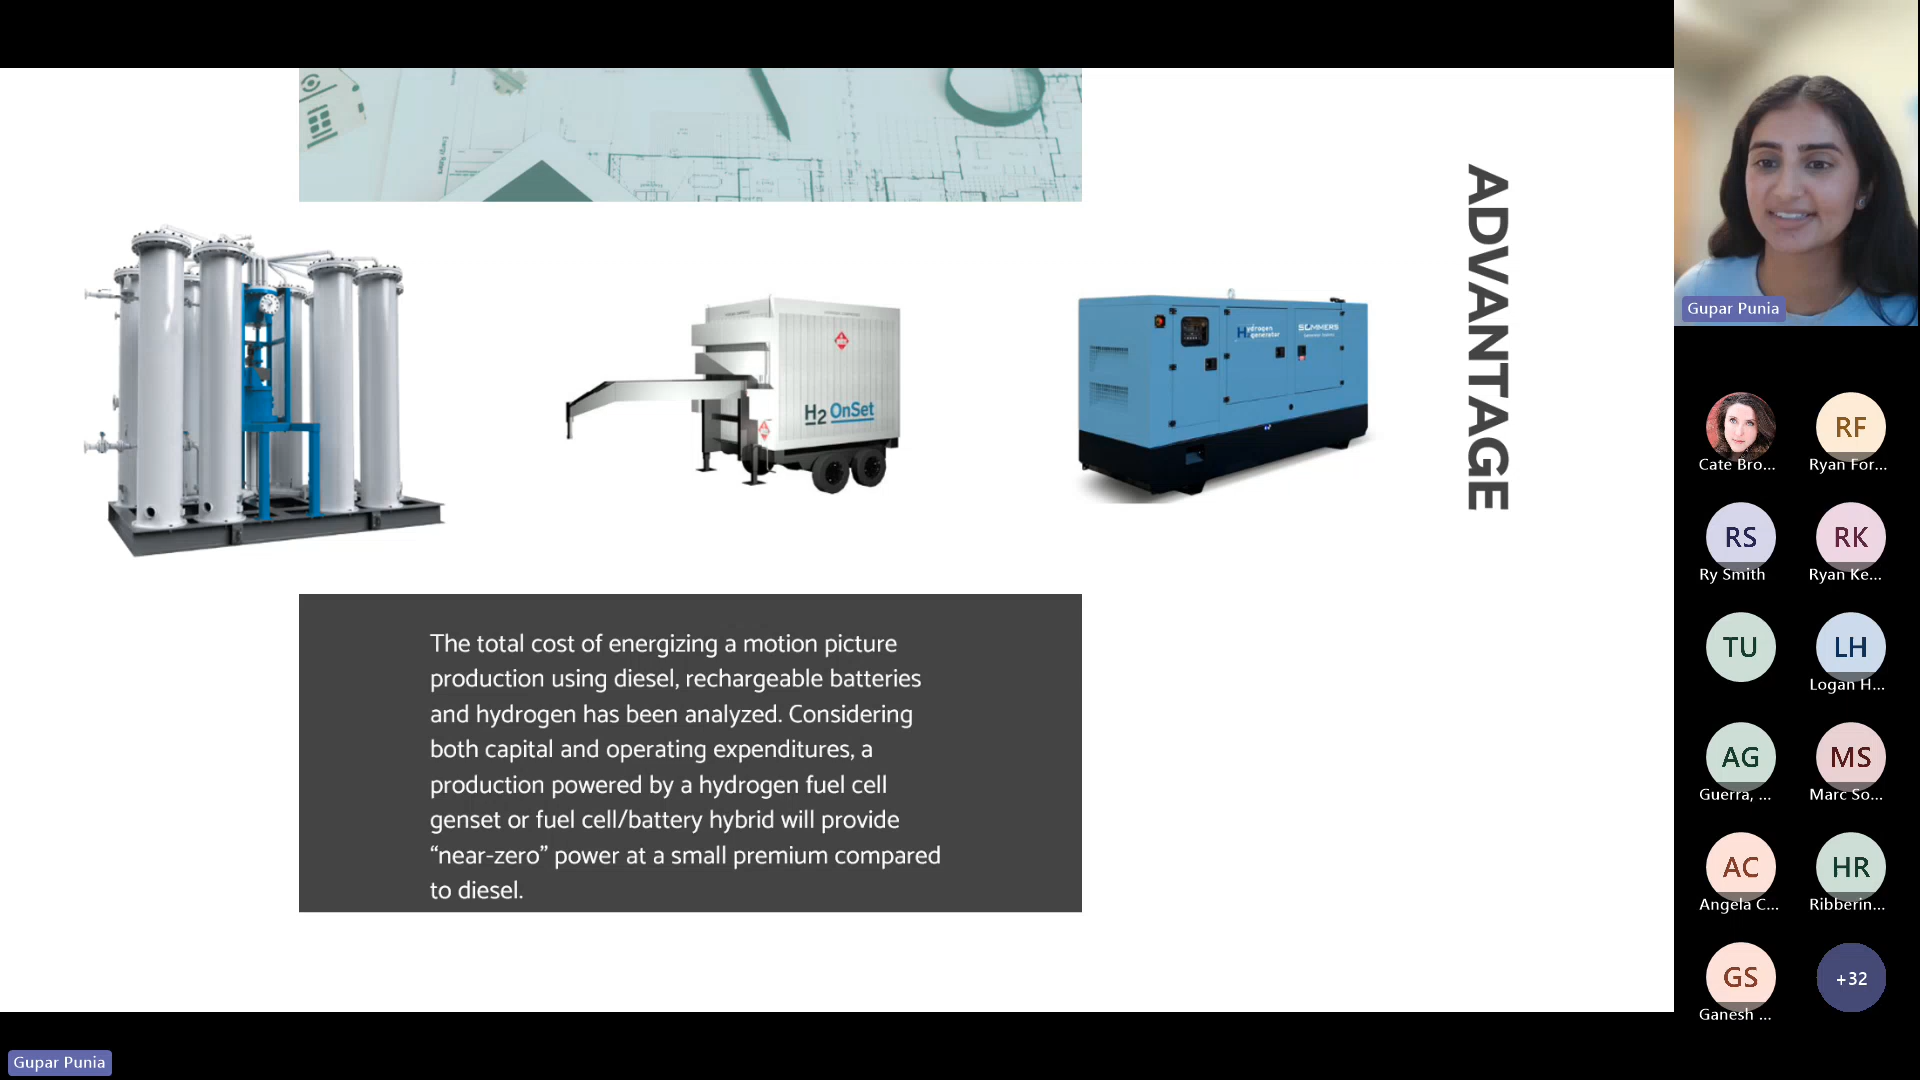 ADVANTAGE
H2 OnSet
Hydrogen
generator
SOMMERS
The total cost of energizing a motion picture
production using diesel, rechargeable batteries
and hydrogen has been analyzed. Considering
both capital and operating expenditures, a
production powered by a hydrogen fuel cell
genset or fuel cell/battery hybrid will provide
“near-zero” power at a small premium compared
to diesel.
Gupar Punia
Cate Bro...
RF
Ryan For...
RS
Ry Smith
RK
Ryan Ke...
TU
LH
Logan H...
AG
Guerra, ...
MS
Marc So...
AC
Angela C...
HR
Ribberin...
GS
Ganesh ...
+32
Gupar Punia